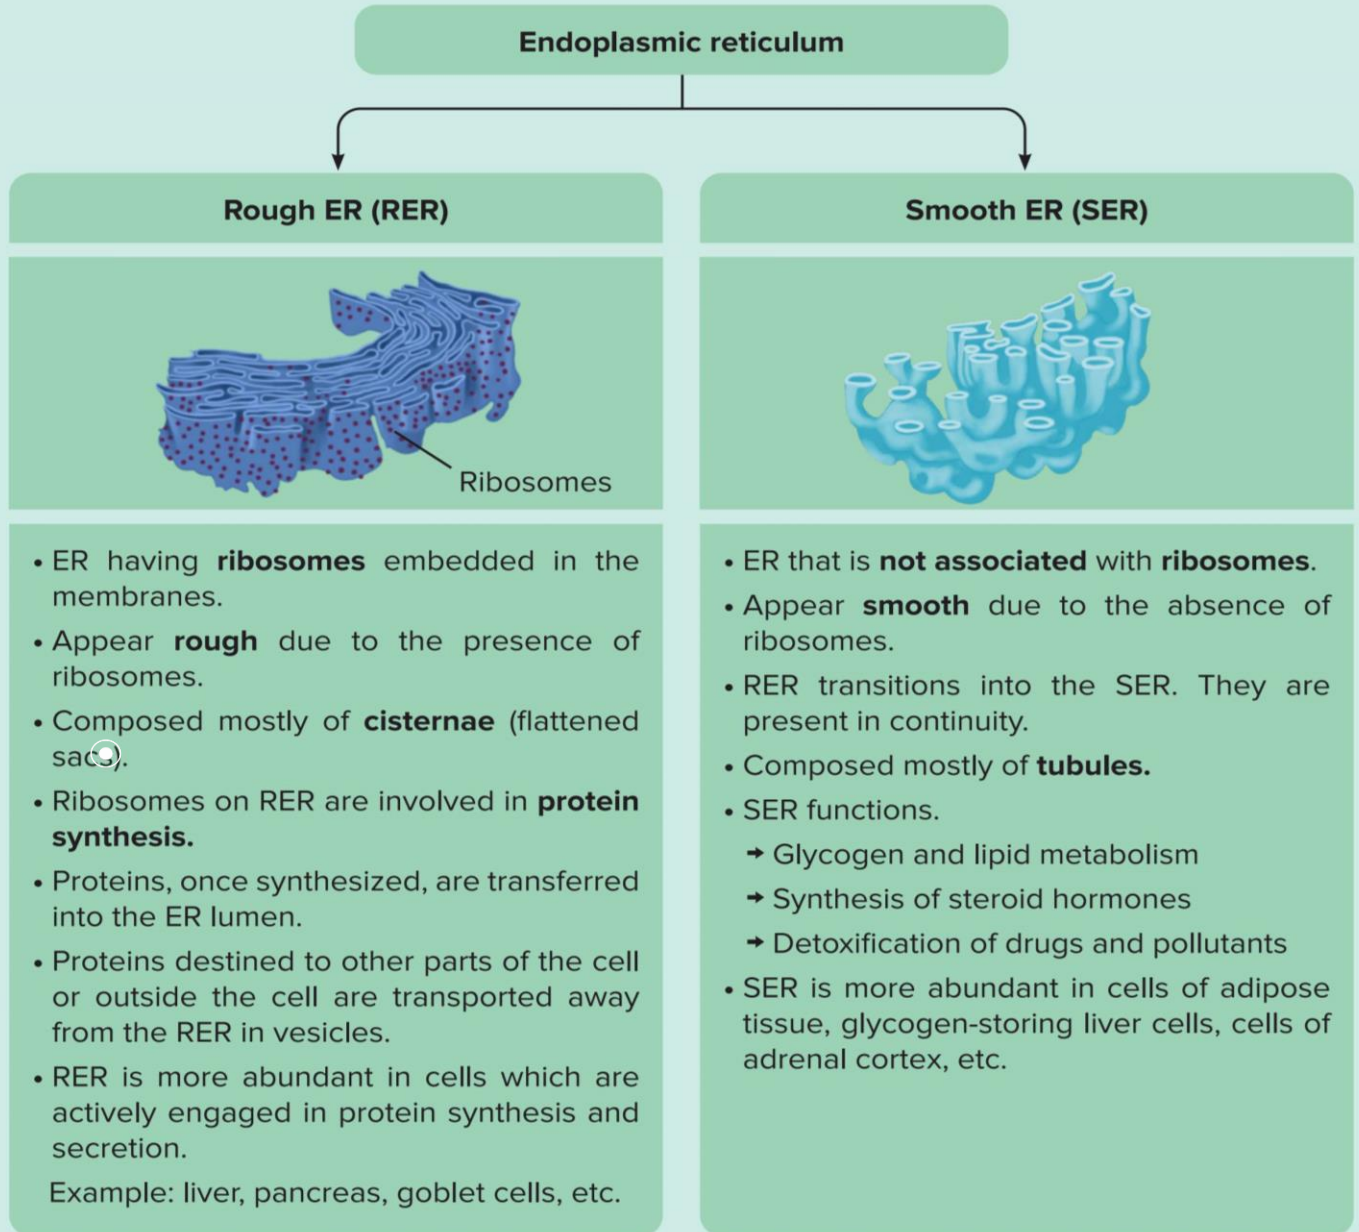 Endoplasmic reticulum
Rough ER (RER)
Ribosomes
• ER having ribosomes embedded in the
membranes.
• Appear rough due to the presence of
ribosomes.
• Composed mostly of cisternae (flattened
sacs).
• Ribosomes on RER are involved in protein
synthesis.
• Proteins, once synthesized, are transferred
into the ER lumen.
• Proteins destined to other parts of the cell
or outside the cell are transported away
from the RER in vesicles.
• RER is more abundant in cells which are
actively engaged in protein synthesis and
secretion.
Example: liver, pancreas, goblet cells, etc.
Smooth ER (SER)
• ER that is not associated with ribosomes.
• Appear smooth due to the absence of
ribosomes.
• RER transitions into the SER. They are
present in continuity.
• Composed mostly of tubules.
• SER functions.
→ Glycogen and lipid metabolism
→ Synthesis of steroid hormones
→ Detoxification of drugs and pollutants
• SER is more abundant in cells of adipose
tissue, glycogen-storing liver cells, cells of
adrenal cortex, etc.